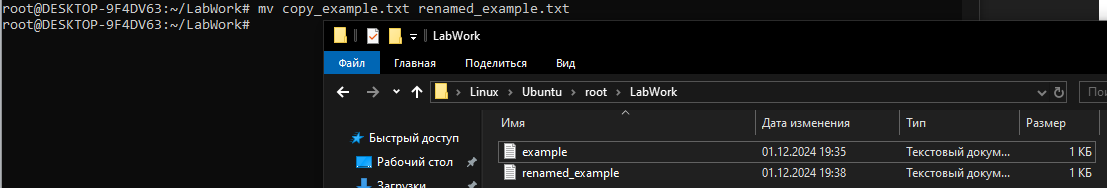 root@DESKTOP-9F4DV63:~/LabWork# mv copy_example.txt renamed_example.txt
root@DESKTOP-9F4DV63:~/LabWork#
LabWork
Файл Главная Поделиться Вид
Linux Ubuntu root LabWork Пои
Имя Дата изменения Тип Размер
Быстрый доступ
example 01.12.2024 19:35 Текстовый докум... 1 КБ
Рабочий стол
renamed_example 01.12.2024 19:38 Текстовый докум... 1 КБ
Загрузки